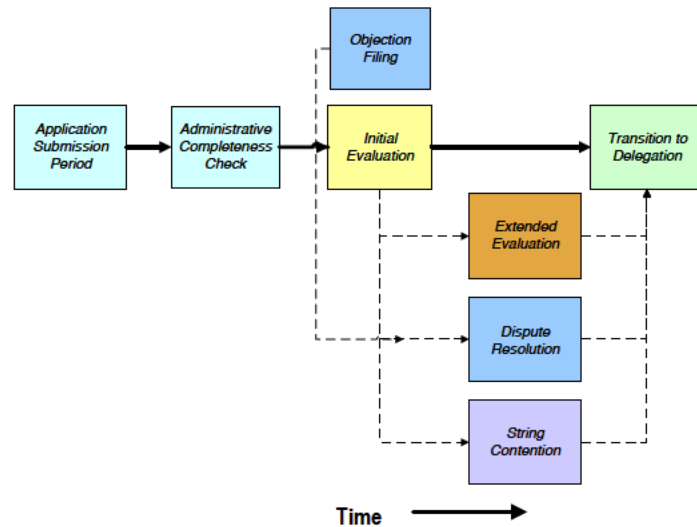 Objection
Filing
Application
Submission
Period
Administrative
Completeness
Check
Initial
Evaluation
Transition to
Delegation
Extended
Evaluation
Dispute
Resolution
String
Contention
Time